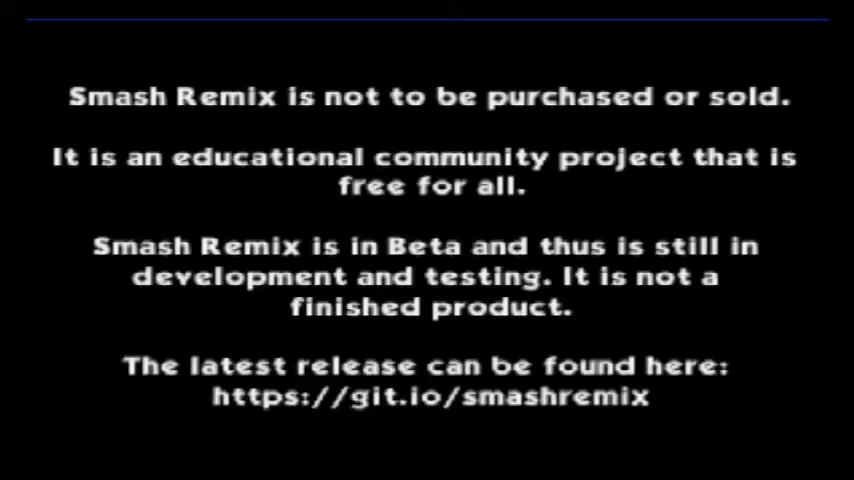 Smash Remix is not to be purchased or sold.
It is an educational community project that is
free for all.
Smash Remix is in Beta and thus is still in
development and testing. It is not a
finished product.
The latest release can be found here:
https://git.io/smashremix